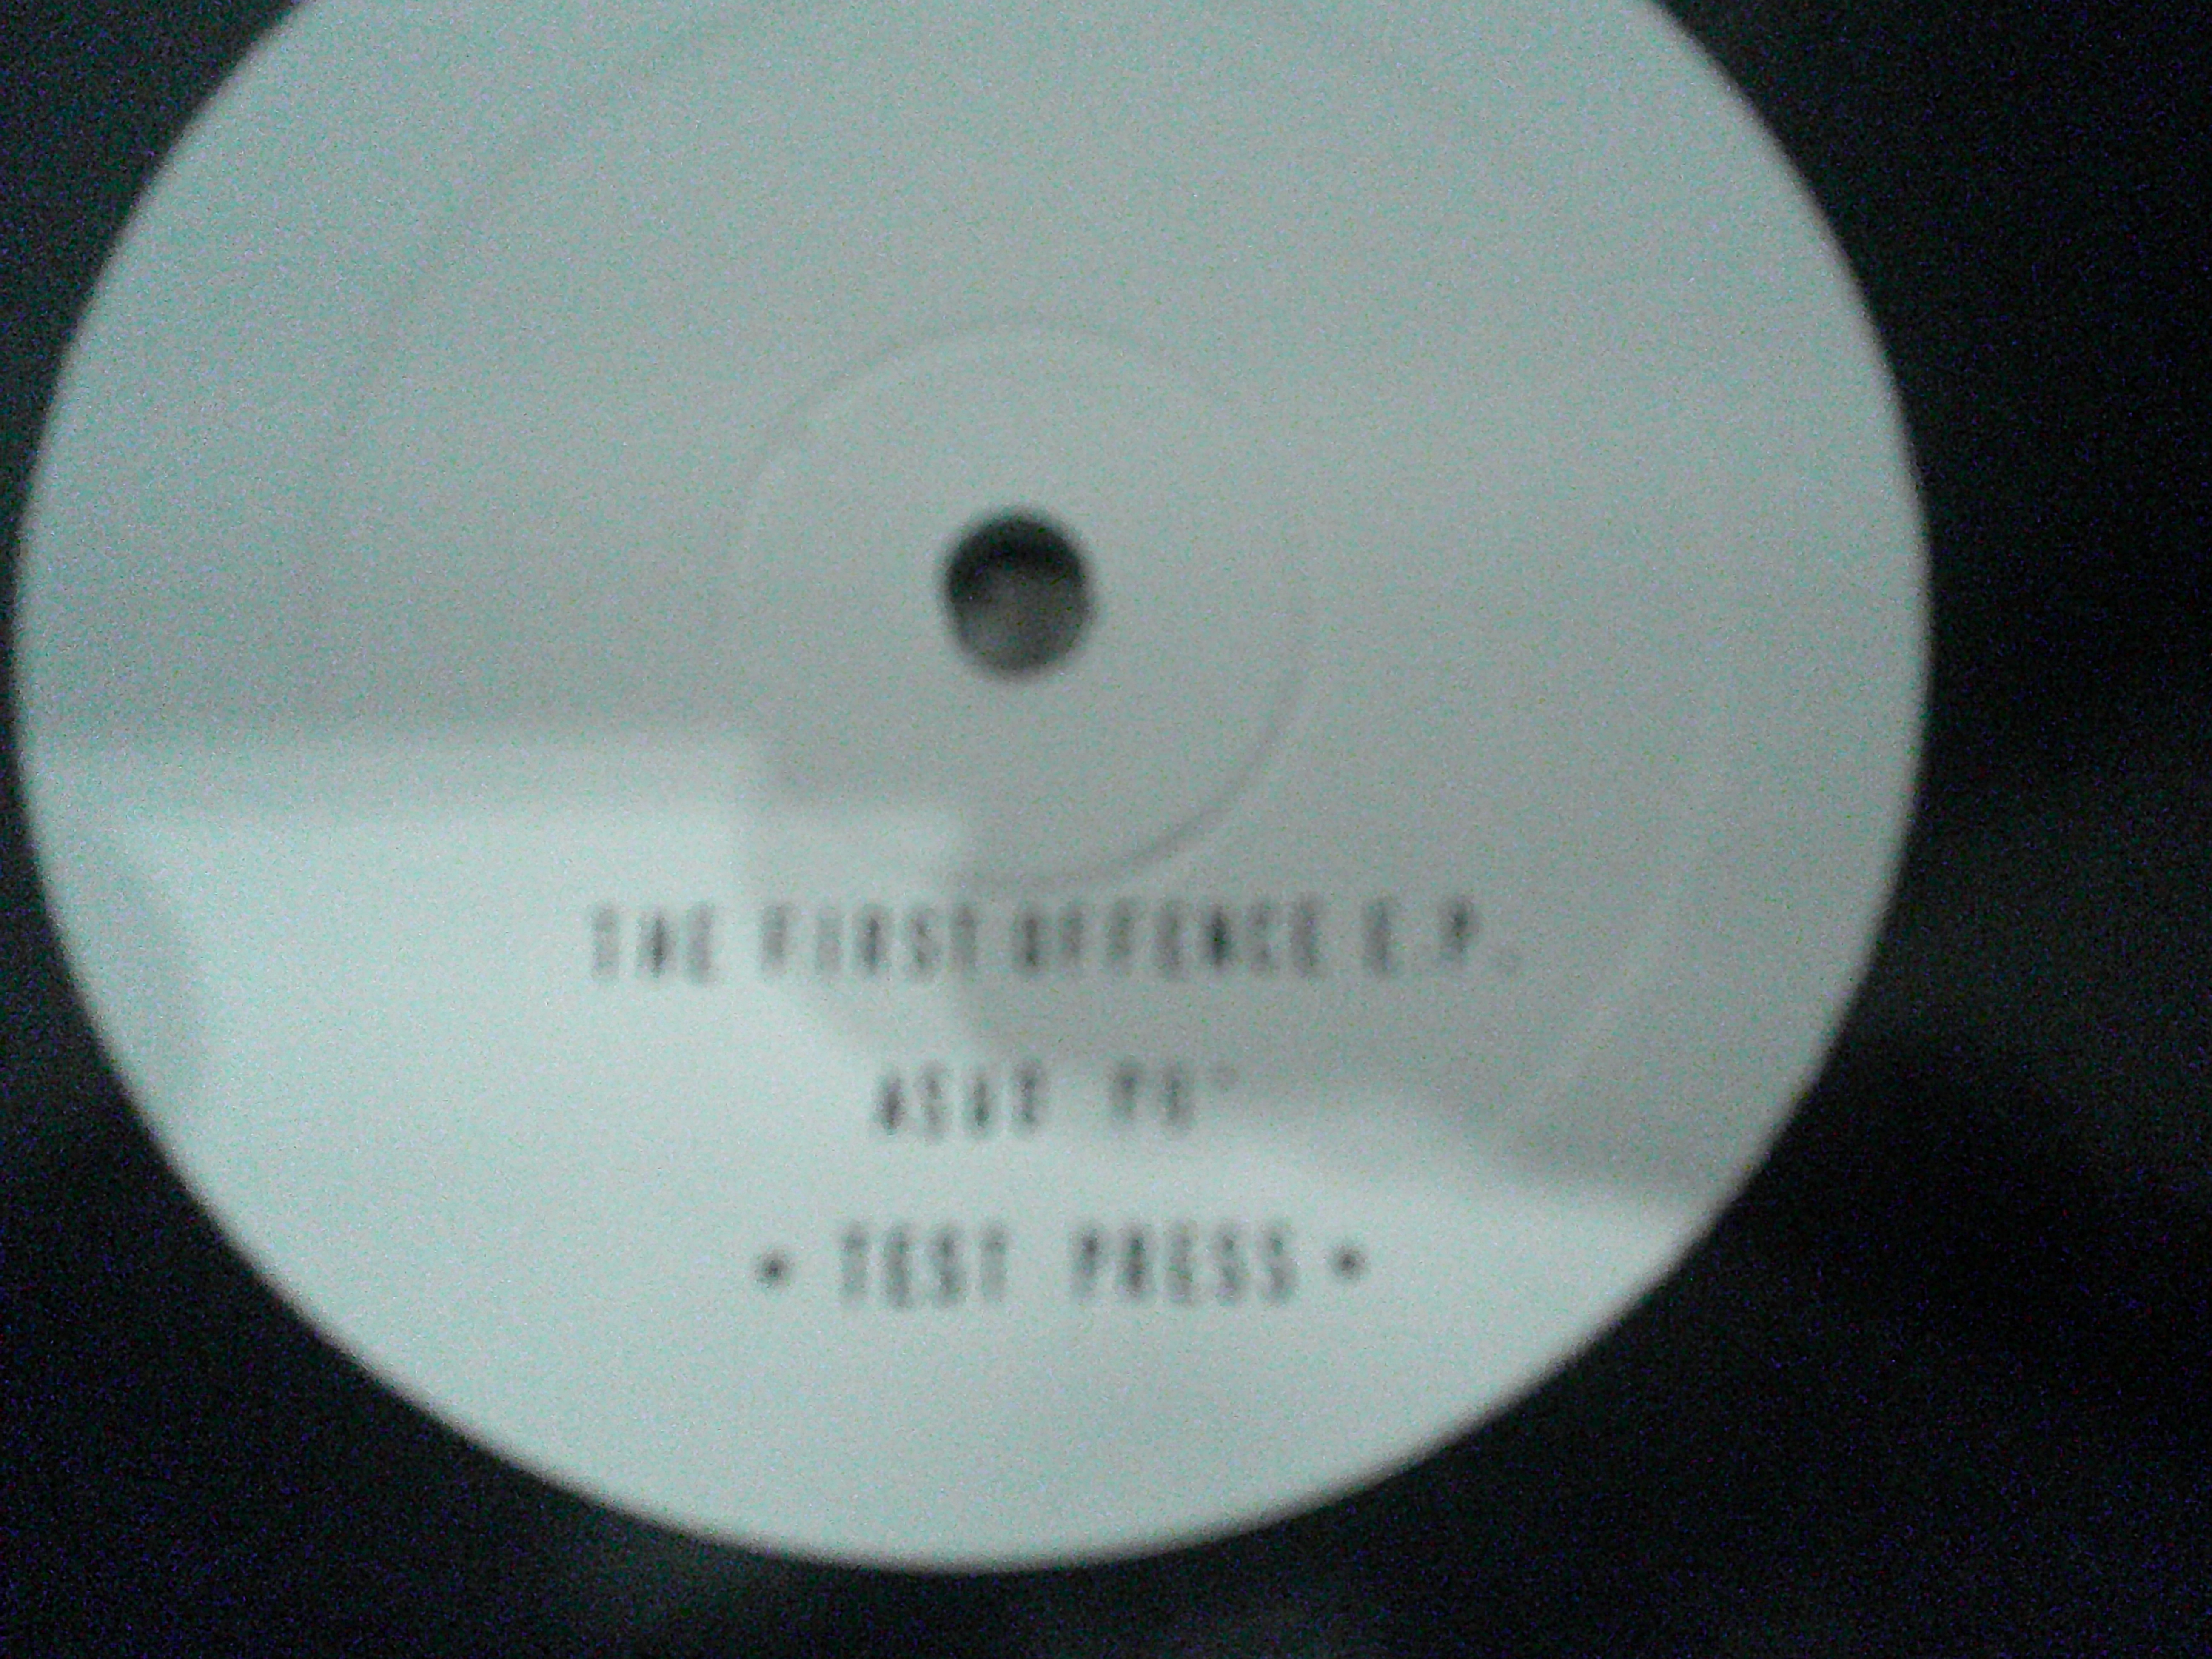 THE FIRST OFFENCE E.P.
• TEST PRESS •